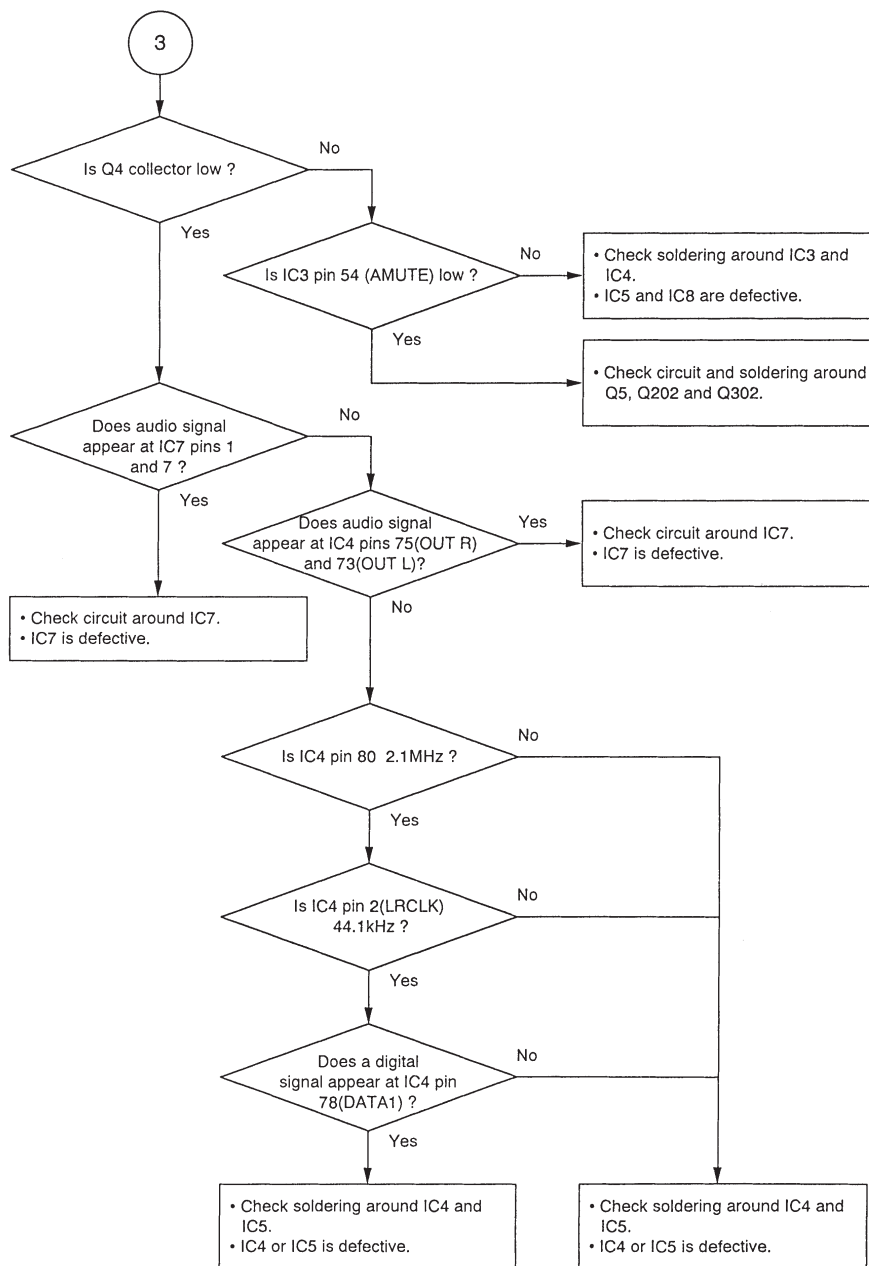 3
Is Q4 collector low ?
No
Yes
Is IC3 pin 54 (AMUTE) low ?
No
• Check soldering around IC3 and
IC4.
• IC5 and IC8 are defective.
Yes
• Check circuit and soldering around
Q5, Q202 and Q302.
Does audio signal
appear at IC7 pins 1
and 7 ?
No
Yes
Does audio signal
appear at IC4 pins 75(OUT R)
and 73(OUT L)?
Yes
• Check circuit around IC7.
• IC7 is defective.
No
• Check circuit around IC7.
• IC7 is defective.
Is IC4 pin 80 2.1MHz ?
No
Yes
Is IC4 pin 2(LRCLK)
44.1kHz ?
No
Yes
Does a digital
signal appear at IC4 pin
78(DATA1) ?
No
Yes
• Check soldering around IC4 and
IC5.
• IC4 or IC5 is defective.
• Check soldering around IC4 and
IC5.
• IC4 or IC5 is defective.